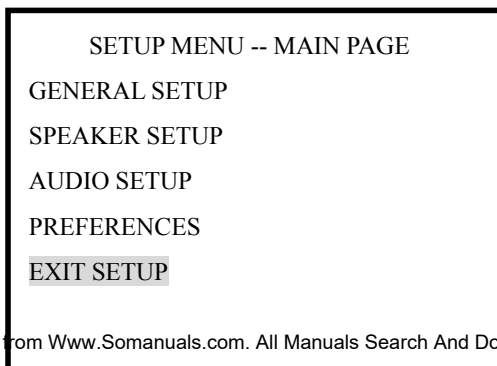 SETUP MENU -- MAIN PAGE
GENERAL SETUP
SPEAKER SETUP
AUDIO SETUP
PREFERENCES
EXIT SETUP
from Www.Somanuals.com. All Manuals Search And Do